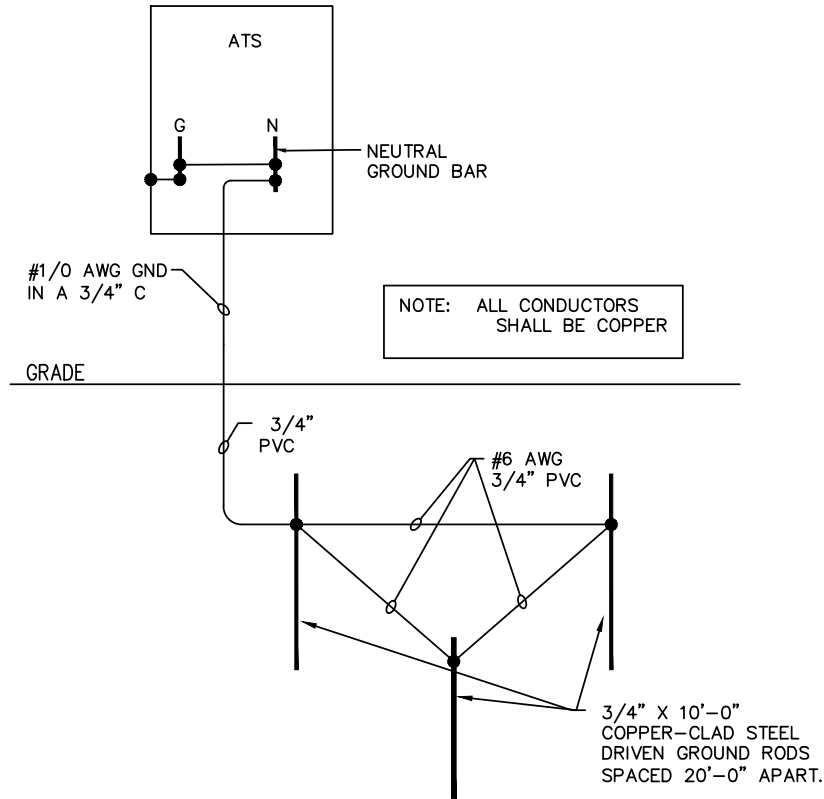 ATS
G
N
NEUTRAL
GROUND BAR
#1/0 AWG GND
IN A 3/4" C
NOTE: ALL CONDUCTORS
SHALL BE COPPER
GRADE
3/4"
PVC
#6 AWG
3/4" PVC
3/4" X 10'-0"
COPPER-CLAD STEEL
DRIVEN GROUND RODS
SPACED 20'-0" APART.